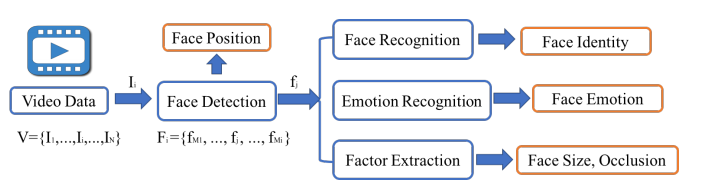 Face Position
Face Recognition
Face Identity
Ii
fj
Video Data
Face Detection
Emotion Recognition
Face Emotion
V={I1,...,Ii,...,IN}
Fi={fM1, ..., fj, ..., fMi}
Factor Extraction
Face Size, Occlusion